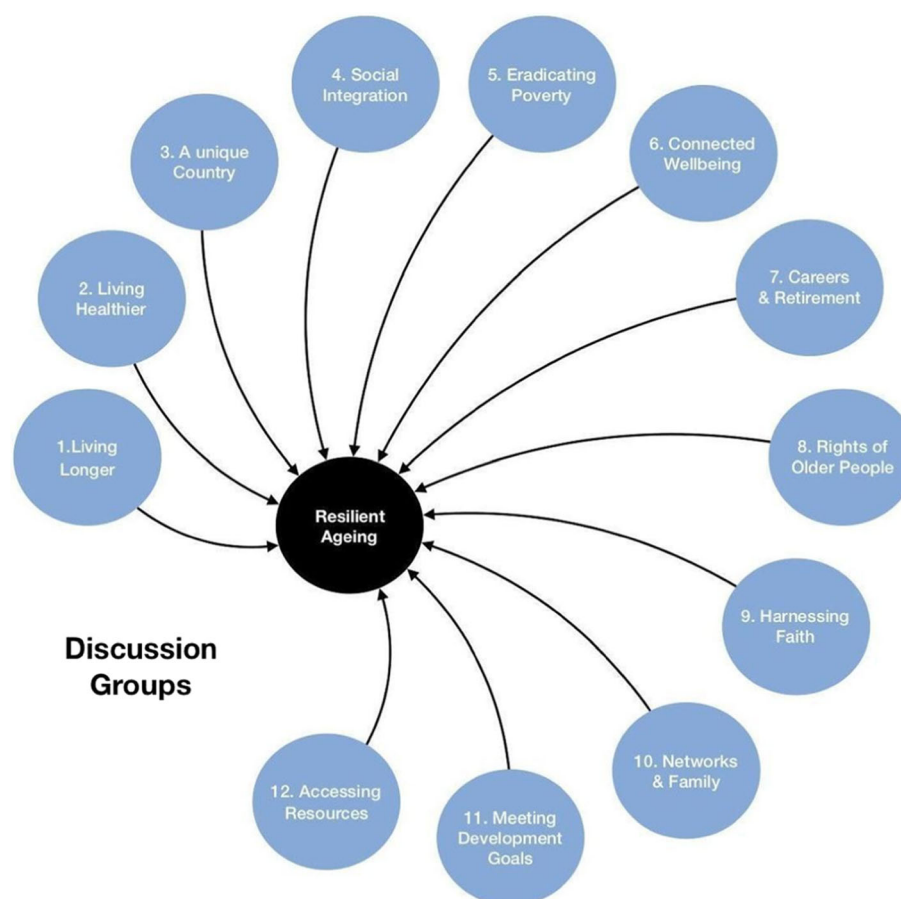 4. Social
Integration
5. Eradicating
Poverty
3. A unique
Country
6. Connected
Wellbeing
2. Living
Healthier
7. Careers
& Retirement
1.Living
Longer
8. Rights of
Older People
Resilient
Ageing
9. Harnessing
Faith
Discussion
Groups
10. Networks
& Family
12. Accessing
Resources
11. Meeting
Development
Goals